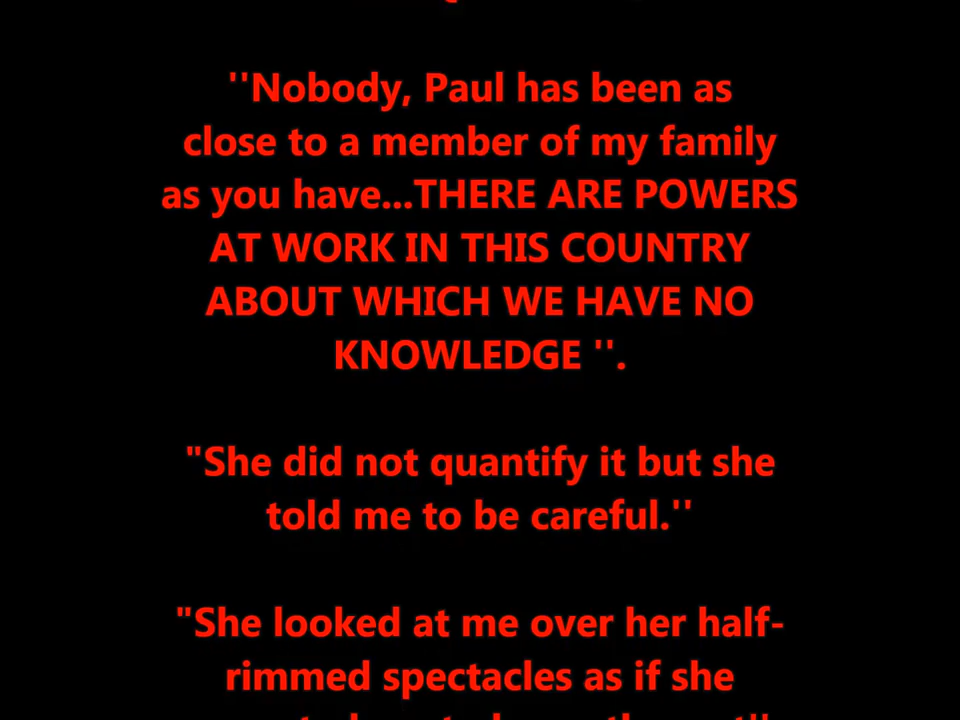 ''Nobody, Paul has been as
close to a member of my family
as you have...THERE ARE POWERS
AT WORK IN THIS COUNTRY
ABOUT WHICH WE HAVE NO
KNOWLEDGE ''.
"She did not quantify it but she
told me to be careful.''
"She looked at me over her half-
rimmed spectacles as if she